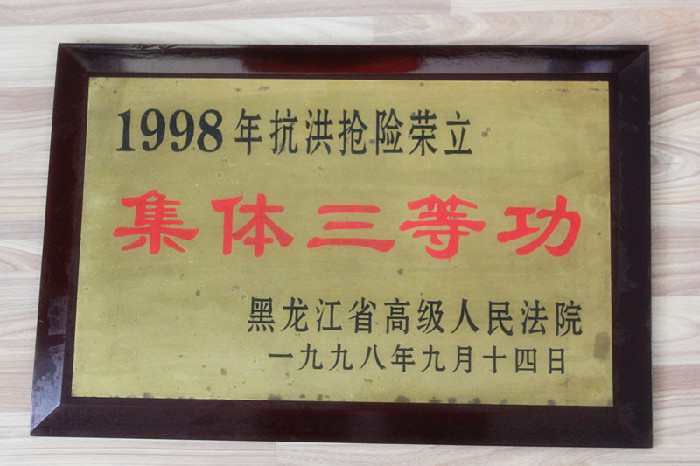 1998年抗洪抢险荣立
集体三等功
黑龙江省高级人民法院
一九九八年九月十四日